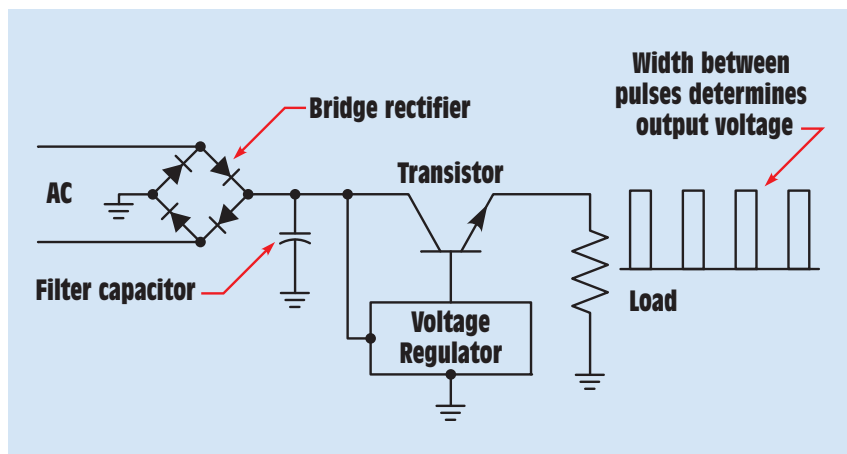 Width between
pulses determines
output voltage
Bridge rectifier
Transistor
AC
Filter capacitor
Voltage
Regulator
Load